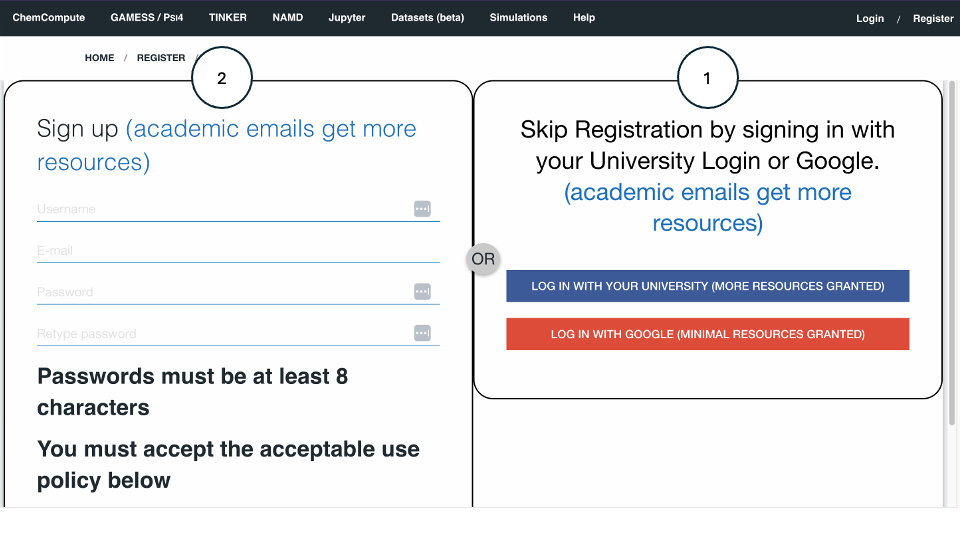 ChemCompute GAMESS / PSI4 TINKER NAMD Jupyter Datasets (beta) Simulations Help Login / Register
HOME / REGISTER /
2
Sign up (academic emails get more
resources)
Username
E-mail
Password
Retype password
Passwords must be at least 8
characters
You must accept the acceptable use
policy below
OR
1
Skip Registration by signing in with
your University Login or Google.
(academic emails get more
resources)
LOG IN WITH YOUR UNIVERSITY (MORE RESOURCES GRANTED)
LOG IN WITH GOOGLE (MINIMAL RESOURCES GRANTED)